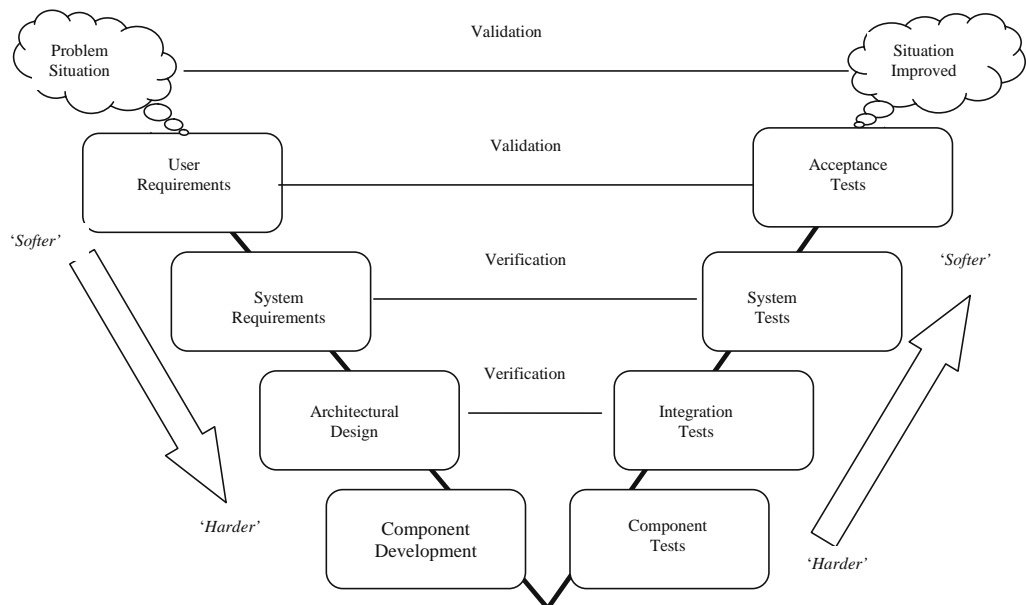 Validation
Problem
Situation
Situation
Improved
Validation
User
Requirements
Acceptance
Tests
‘Softer’
‘Softer’
Verification
System
Requirements
System
Tests
Verification
Architectural
Design
Integration
Tests
‘Harder’
Component
Development
Component
Tests
‘Harder’